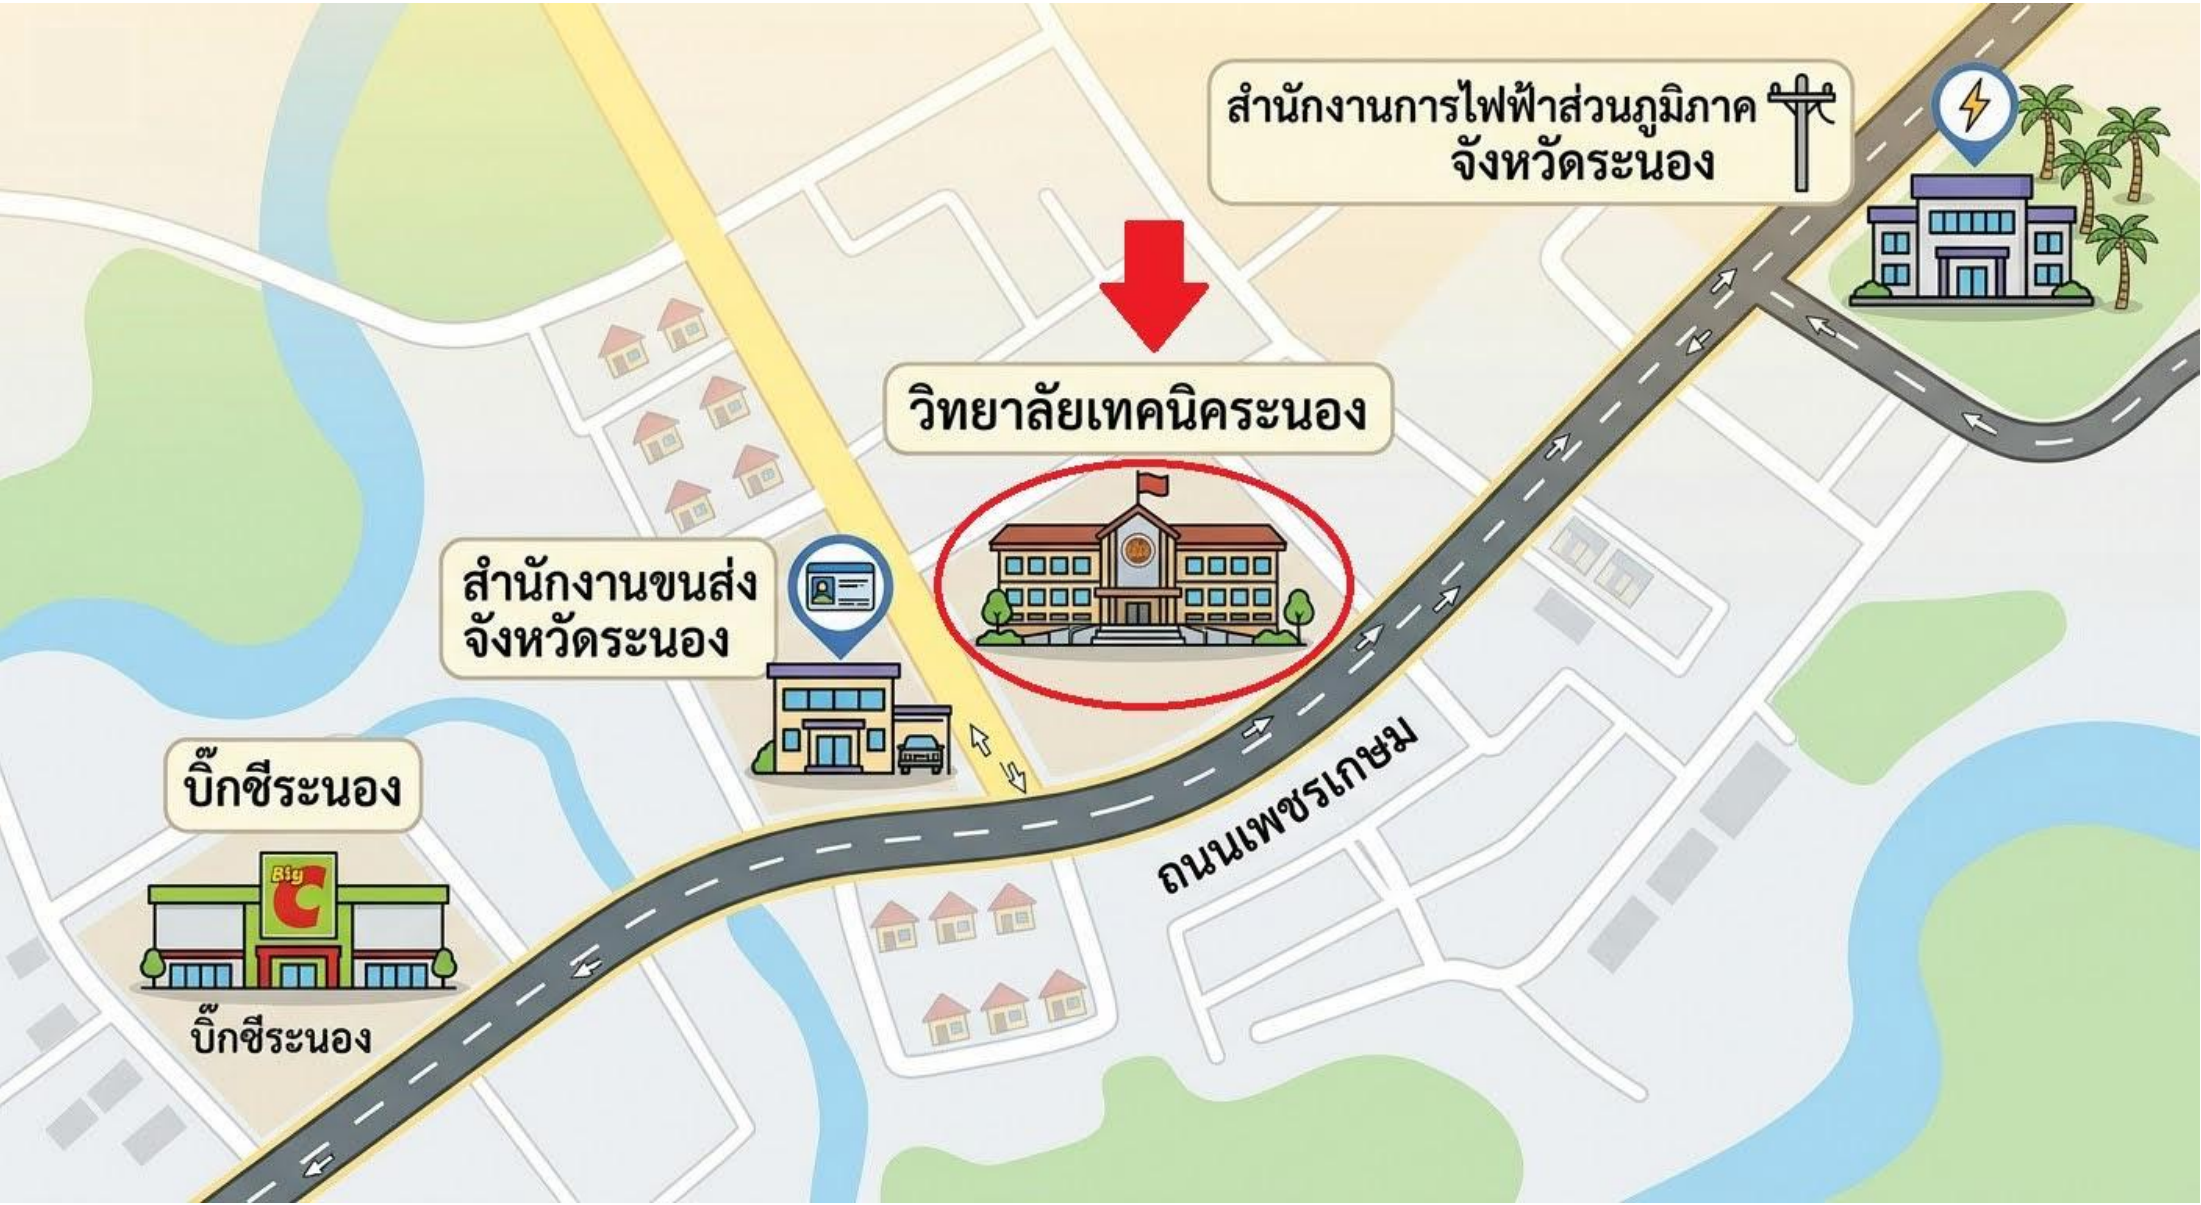 สำนักงานการไฟฟ้าส่วนภูมิภาค
จังหวัดระนอง
วิทยาลัยเทคนิคระนอง
สำนักงานขนส่ง
จังหวัดระนอง
บิ๊กซีระนอง
Big
C
บิ๊กซีระนอง
ถนนเพชรเกษม